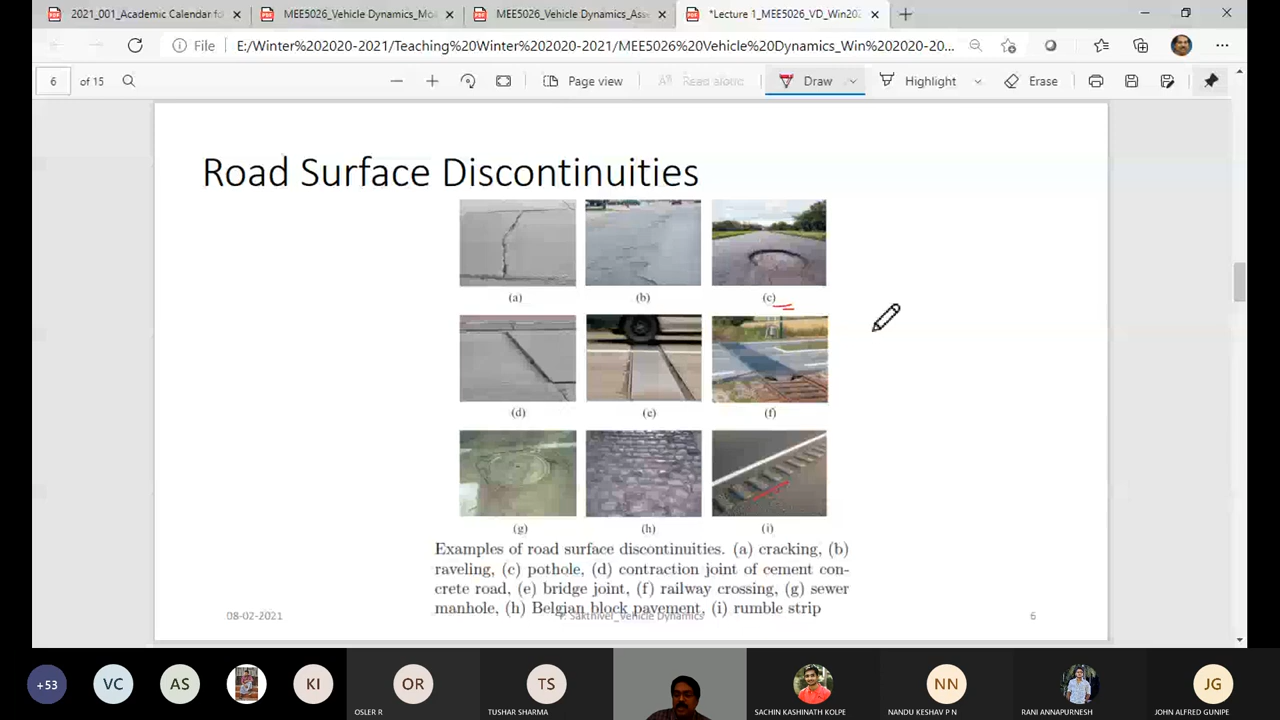 2021_001_Academic Calendar fo
MEE5026_Vehicle Dynamics_Mo
MEE5026_Vehicle Dynamics_Ass
*Lecture 1_MEE5026_VD_Win202
File
E:/Winter%202020-2021/Teaching%20Winter%202020-2021/MEE5026%20Vehicle%20Dynamics_Win%202020-20...
6 of 15
Page view
Read aloud
Draw
Highlight
Erase
Road Surface Discontinuities
(a) (b) (c)
(d) (e) (f)
(g) (h) (i)
Examples of road surface discontinuities. (a) cracking, (b)
raveling, (c) pothole, (d) contraction joint of cement con-
crete road, (e) bridge joint, (f) railway crossing, (g) sewer
manhole, (h) Belgian block pavement, (i) rumble strip
08-02-2021
Sakthivel_Vehicle Dynamics
6
+53 VC AS KI OR TS NN JG
OSLER R
TUSHAR SHARMA
SACHIN KASHINATH KOLPE
NANDU KESHAV P N
RANI ANNAPURNESH
JOHN ALFRED GUNIPE